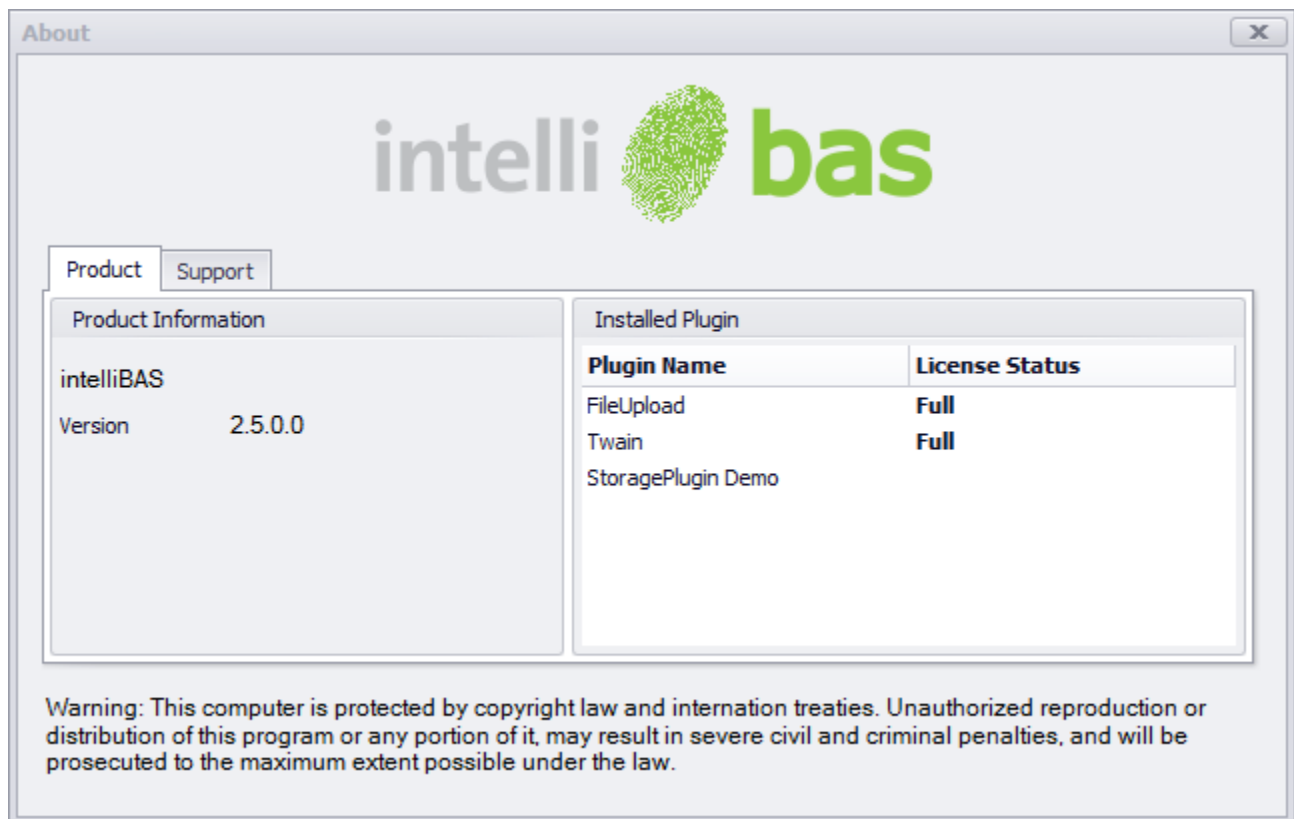 About
intelli bas
Product Support
Product Information
intelliBAS
Version 2.5.0.0
Installed Plugin
Plugin Name License Status
FileUpload Full
Twain Full
StoragePlugin Demo
Warning: This computer is protected by copyright law and internation treaties. Unauthorized reproduction or
distribution of this program or any portion of it, may result in severe civil and criminal penalties, and will be
prosecuted to the maximum extent possible under the law.